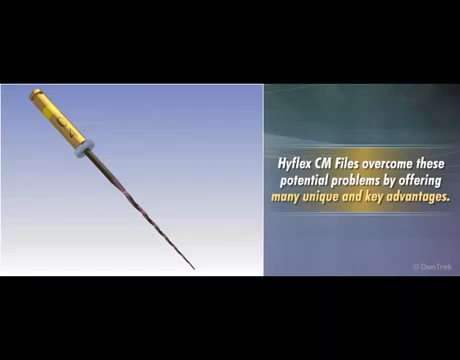 Hyflex CM Files overcome these
potential problems by offering
many unique and key advantages.
© DenTrek